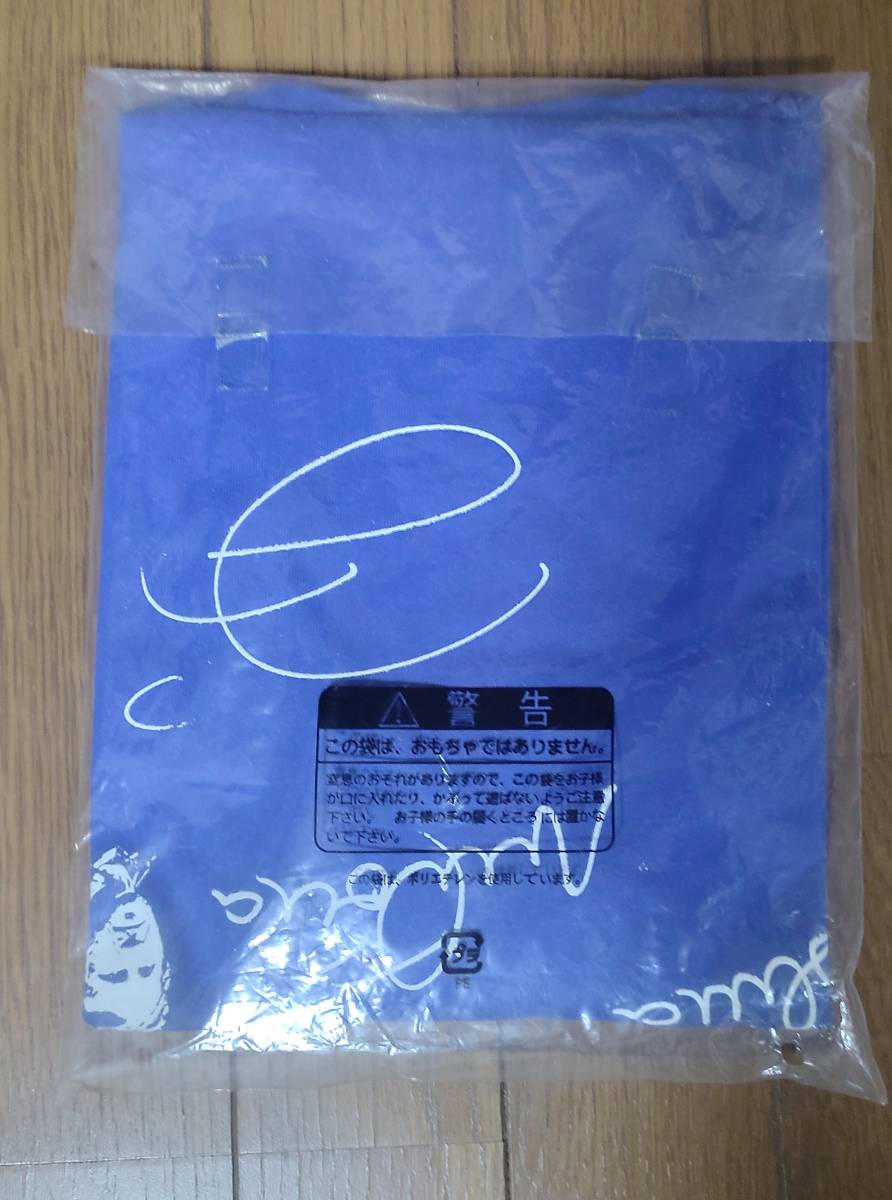 警告
この袋は、おもちゃではありません。
窒息のおそれがありますので、この袋をお子様
が口に入れたり、かぶって遊ばないようご注意
下さい。 お子様の手の届くところには置かな
いで下さい。
この袋は、ポリエチレンを使用しています。
プラ
PE